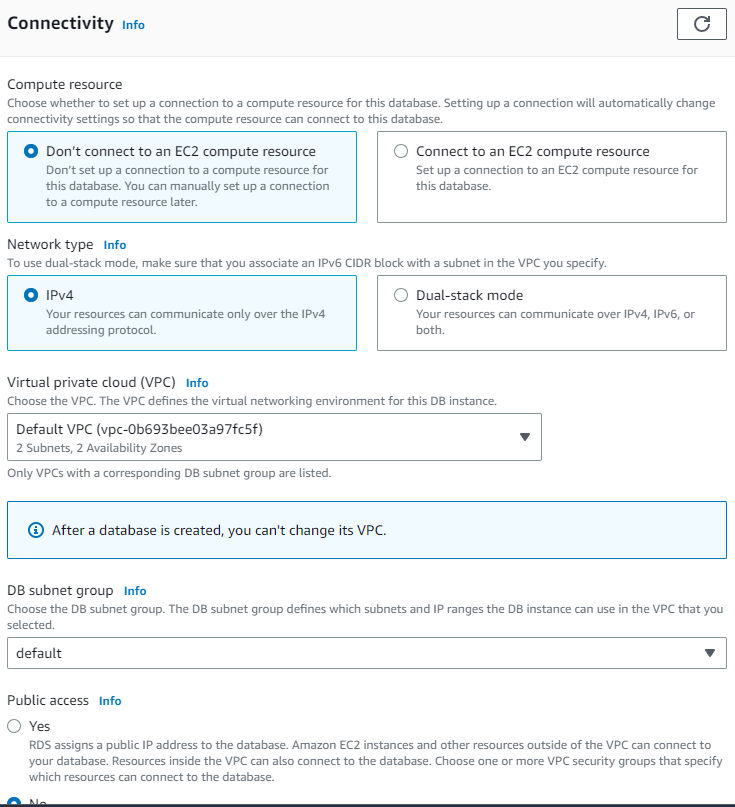 Connectivity Info
Compute resource
Choose whether to set up a connection to a compute resource for this database. Setting up a connection will automatically change
connectivity settings so that the compute resource can connect to this database.
Don't connect to an EC2 compute resource
Don't set up a connection to a compute resource for
this database. You can manually set up a connection
to a compute resource later.
Connect to an EC2 compute resource
Set up a connection to an EC2 compute resource for
this database.
Network type Info
To use dual-stack mode, make sure that you associate an IPv6 CIDR block with a subnet in the VPC you specify.
IPv4
Your resources can communicate only over the IPv4
addressing protocol.
Dual-stack mode
Your resources can communicate over IPv4, IPv6, or
both.
Virtual private cloud (VPC) Info
Choose the VPC. The VPC defines the virtual networking environment for this DB instance.
Default VPC (vpc-0b693bee03a97fc5f)
2 Subnets, 2 Availability Zones
Only VPCs with a corresponding DB subnet group are listed.
After a database is created, you can't change its VPC.
DB subnet group Info
Choose the DB subnet group. The DB subnet group defines which subnets and IP ranges the DB instance can use in the VPC that you
selected.
default
Public access Info
Yes
RDS assigns a public IP address to the database. Amazon EC2 instances and other resources outside of the VPC can connect to
your database. Resources inside the VPC can also connect to the database. Choose one or more VPC security groups that specify
which resources can connect to the database.
No